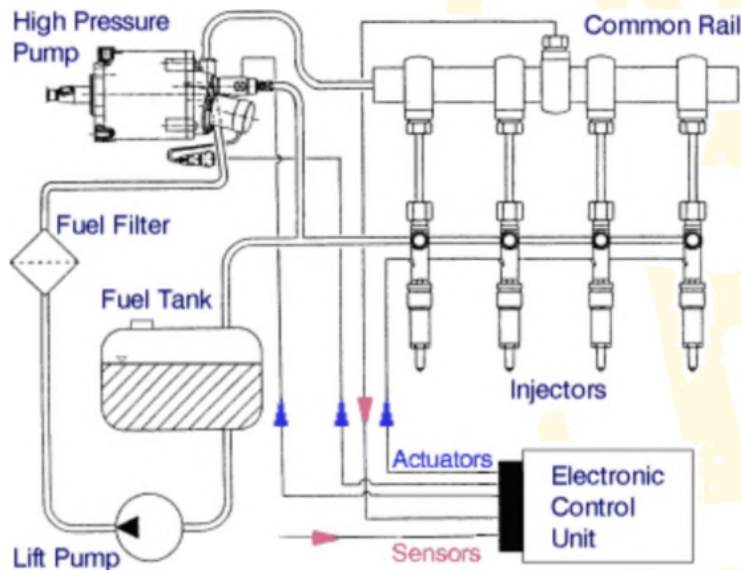 High Pressure
Pump
Common Rail
Fuel Filter
Fuel Tank
Injectors
Actuators
Electronic
Control
Unit
Lift Pump
Sensors